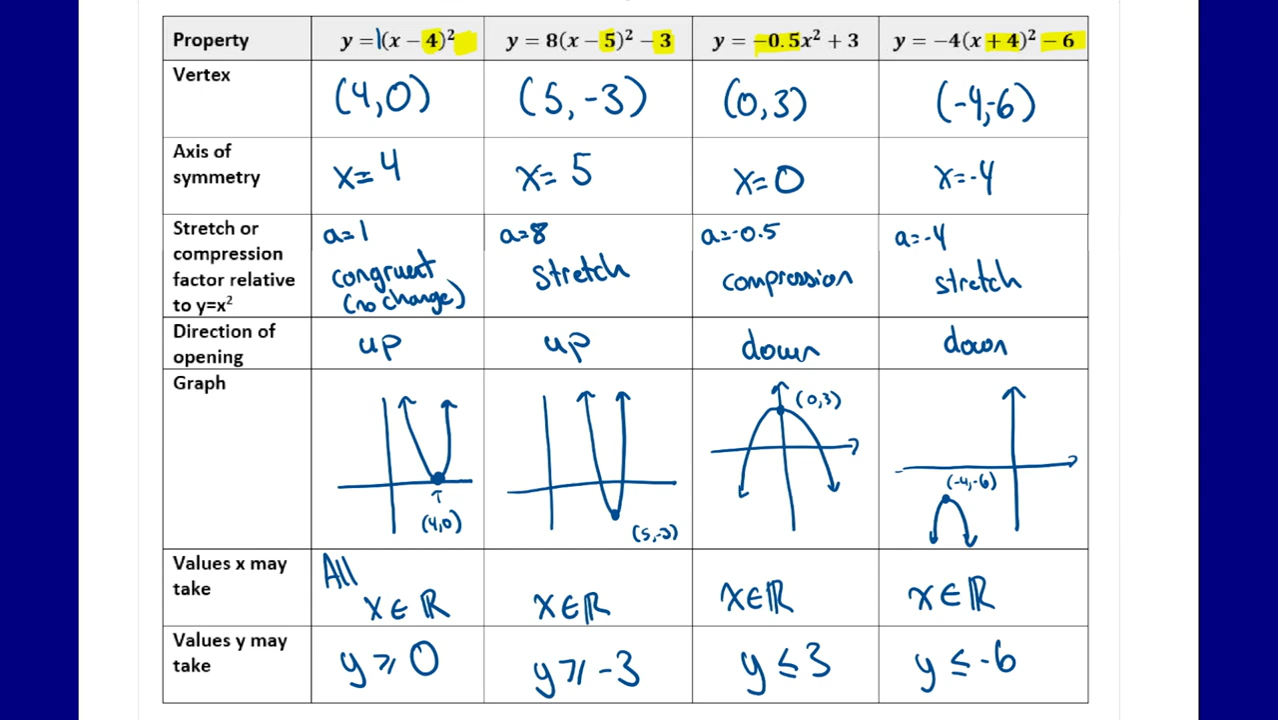 Property y = 1(x − 4)² y = 8(x − 5)² − 3 y = −0.5x² + 3 y = −4(x + 4)² − 6
Vertex (4,0) (5,-3) (0,3) (-4,-6)
Axis of symmetry x=4 x=5 x=0 x=-4
Stretch or a=1 a=8 a=-0.5 a=-4
compression
factor relative congruent stretch compression stretch
to y=x² (no change)
Direction of opening up up down down
Graph
(0,3)
(-4,-6)
(4,0) (5,-3)
Values x may take All x ∈ ℝ x∈ℝ x∈ℝ x∈ℝ
Values y may take y ≥ 0 y ≥ -3 y ≤ 3 y ≤ -6